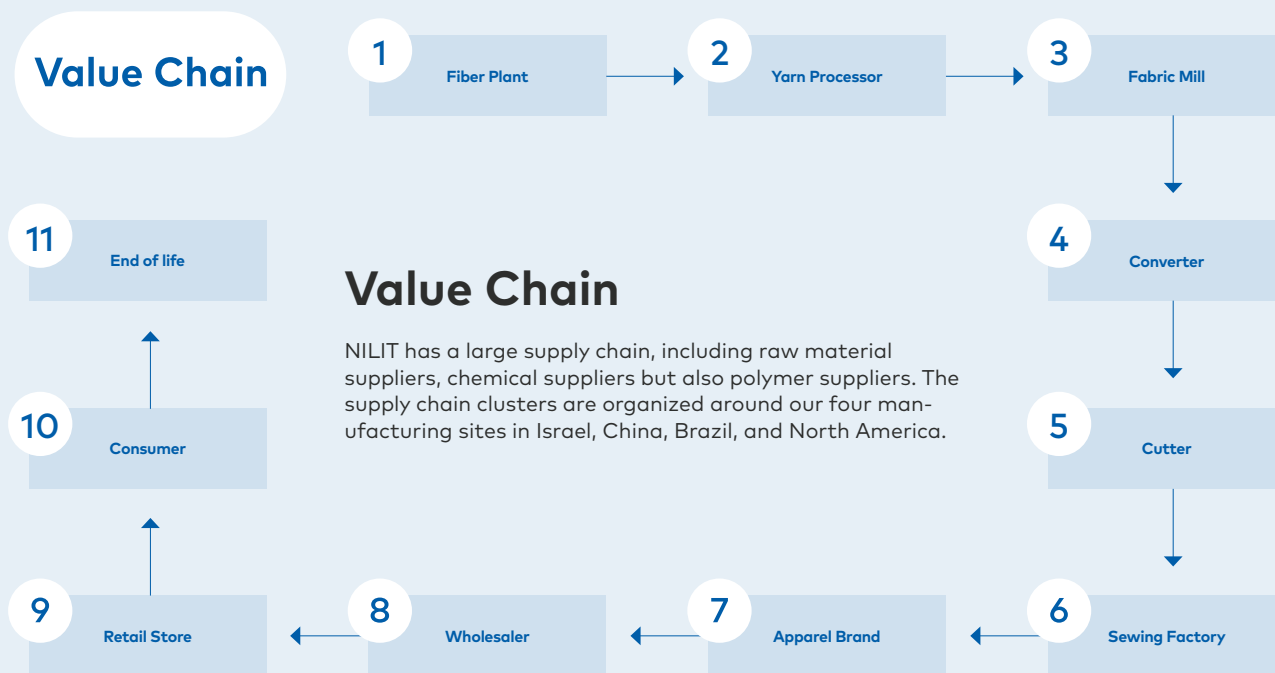 Value Chain
1
Fiber Plant
2
Yarn Processor
3
Fabric Mill
4
Converter
5
Cutter
6
Sewing Factory
7
Apparel Brand
8
Wholesaler
9
Retail Store
10
Consumer
11
End of life
Value Chain
NILIT has a large supply chain, including raw material
suppliers, chemical suppliers but also polymer suppliers. The
supply chain clusters are organized around our four man-
ufacturing sites in Israel, China, Brazil, and North America.